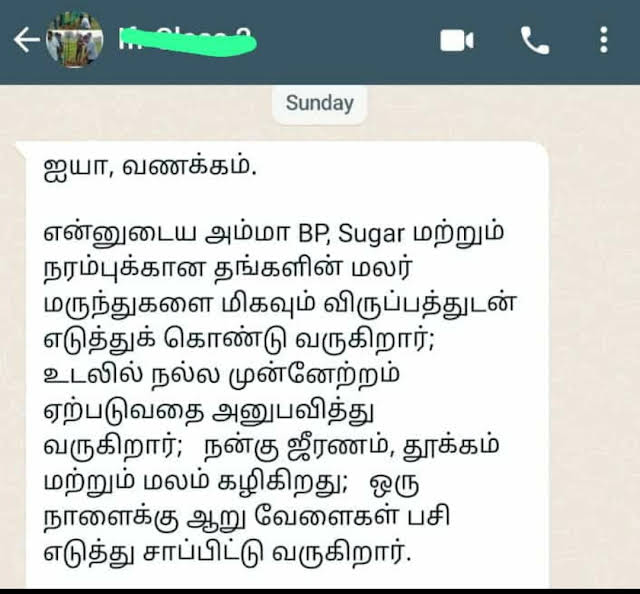 Sunday
ஐயா, வணக்கம்.
என்னுடைய அம்மா BP, Sugar மற்றும்
நரம்புக்கான தங்களின் மலர்
மருந்துகளை மிகவும் விருப்பத்துடன்
எடுத்துக் கொண்டு வருகிறார்;
உடலில் நல்ல முன்னேற்றம்
ஏற்படுவதை அனுபவித்து
வருகிறார்; நன்கு ஜீரணம், தூக்கம்
மற்றும் மலம் கழிகிறது; ஒரு
நாளைக்கு ஆறு வேளைகள் பசி
எடுத்து சாப்பிட்டு வருகிறார்.